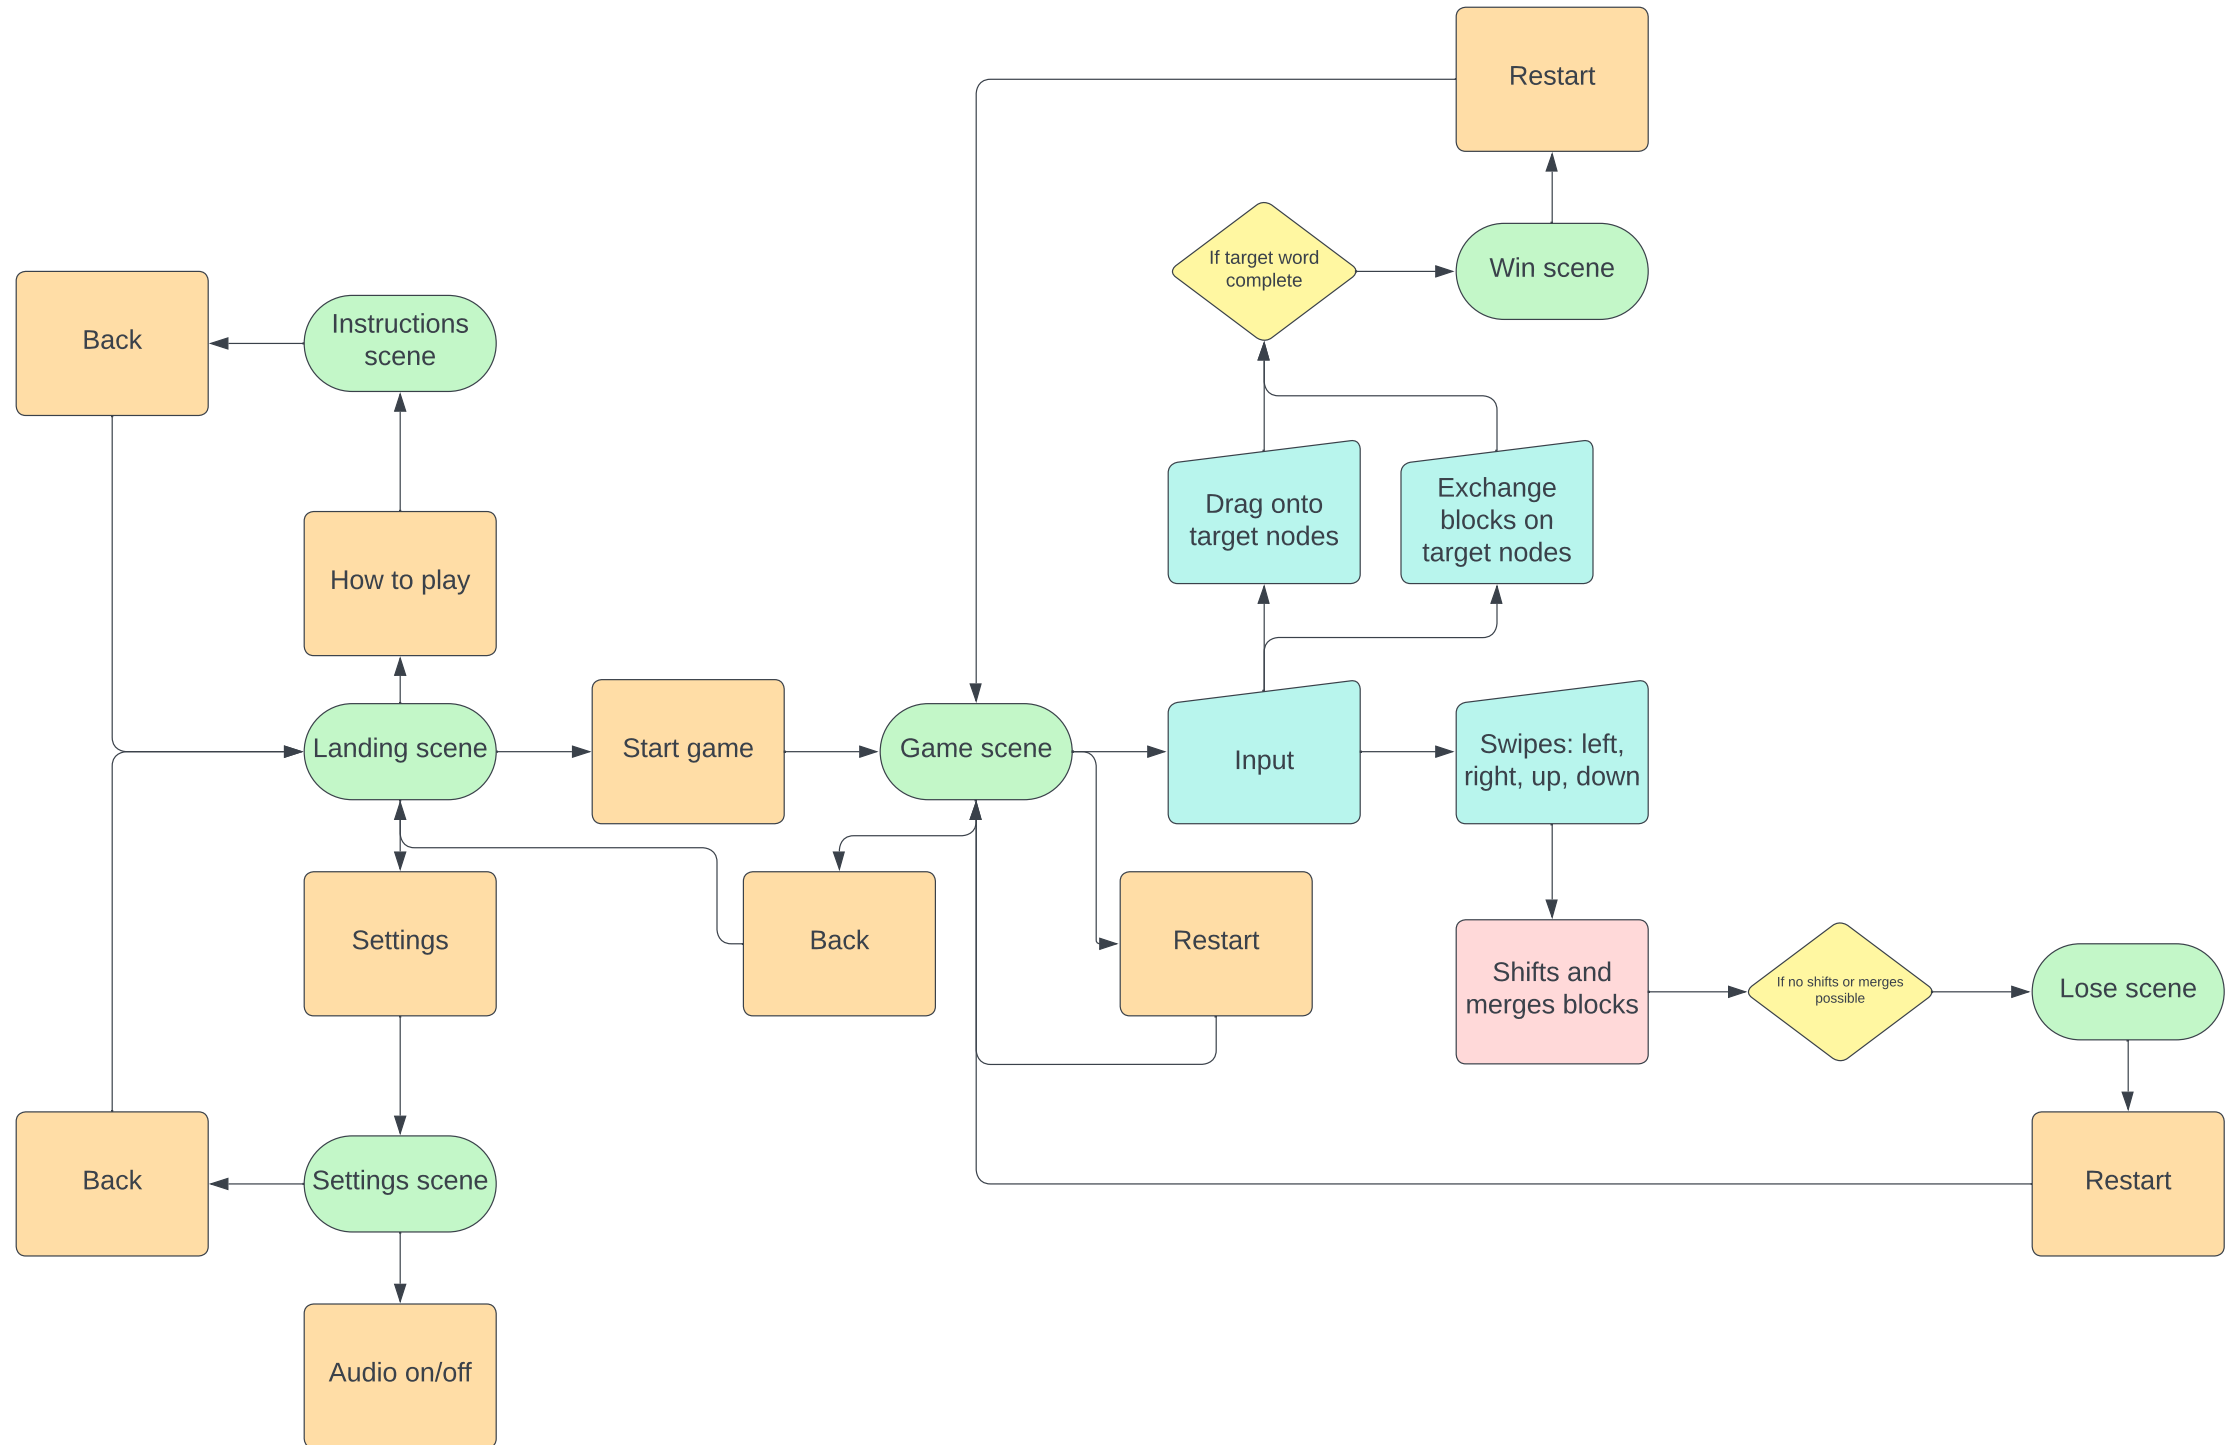 Restart
If target word
complete
Win scene
Back
Instructions
scene
Drag onto
target nodes
Exchange
blocks on
target nodes
How to play
Landing scene
Start game
Game scene
Input
Swipes: left,
right, up, down
Settings
Back
Restart
Shifts and
merges blocks
If no shifts or merges
possible
Lose scene
Back
Settings scene
Restart
Audio on/off